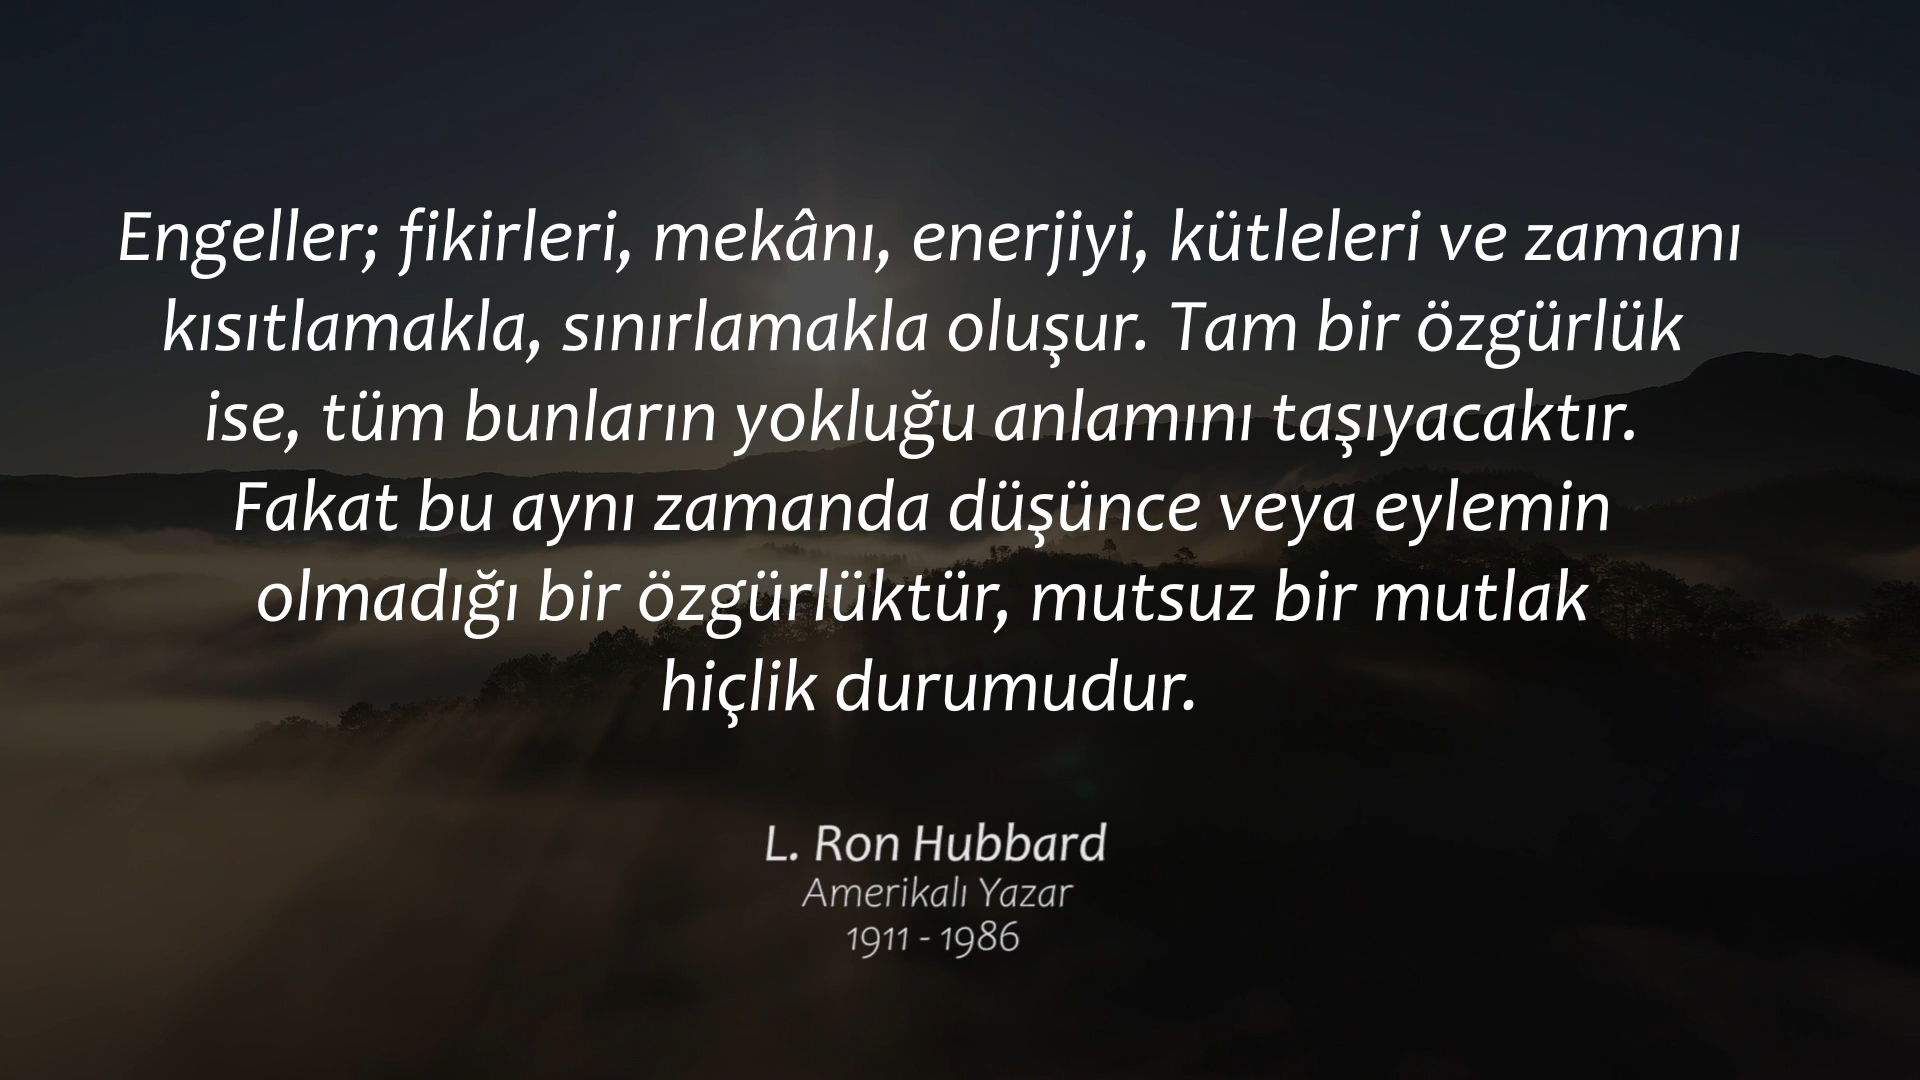 Engeller; fikirleri, mekânı, enerjiyi, kütleleri ve zamanı
kısıtlamakla, sınırlamakla oluşur. Tam bir özgürlük
ise, tüm bunların yokluğu anlamını taşıyacaktır.
Fakat bu aynı zamanda düşünce veya eylemin
olmadığı bir özgürlüktür, mutsuz bir mutlak
hiçlik durumudur.
L. Ron Hubbard
Amerikalı Yazar
1911 - 1986